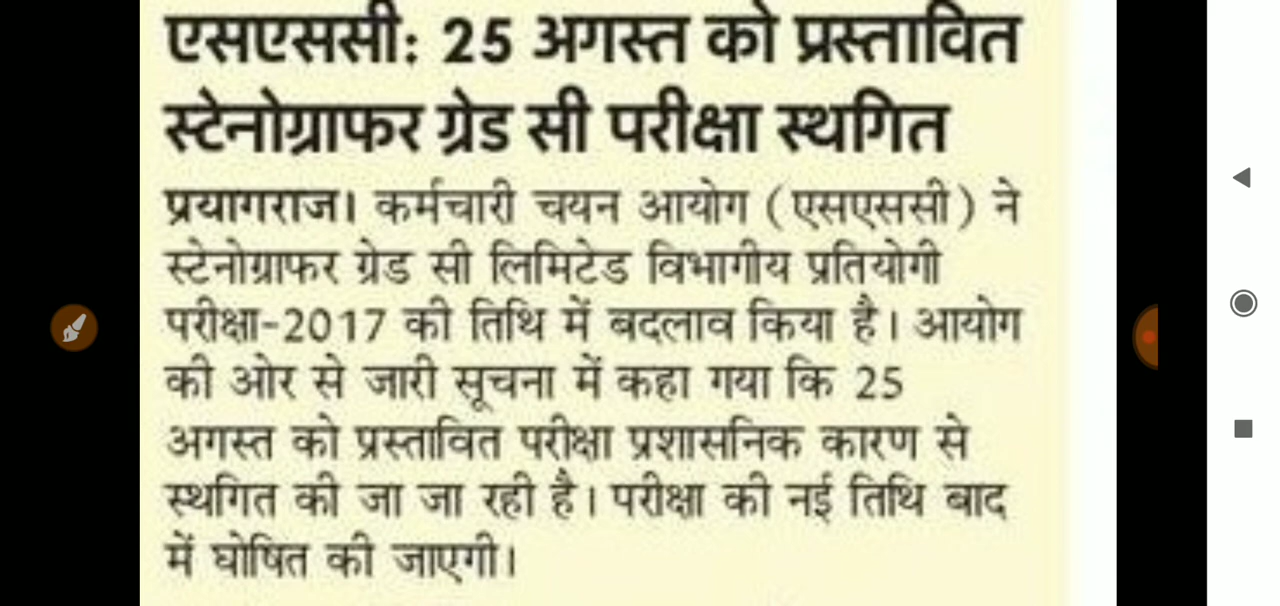 एसएससी: 25 अगस्त को प्रस्तावित
स्टेनोग्राफर ग्रेड सी परीक्षा स्थगित
प्रयागराज। कर्मचारी चयन आयोग (एसएससी) ने
स्टेनोग्राफर ग्रेड सी लिमिटेड विभागीय प्रतियोगी
परीक्षा-2017 की तिथि में बदलाव किया है। आयोग
की ओर से जारी सूचना में कहा गया कि 25
अगस्त को प्रस्तावित परीक्षा प्रशासनिक कारण से
स्थगित की जा जा रही है। परीक्षा की नई तिथि बाद
में घोषित की जाएगी।